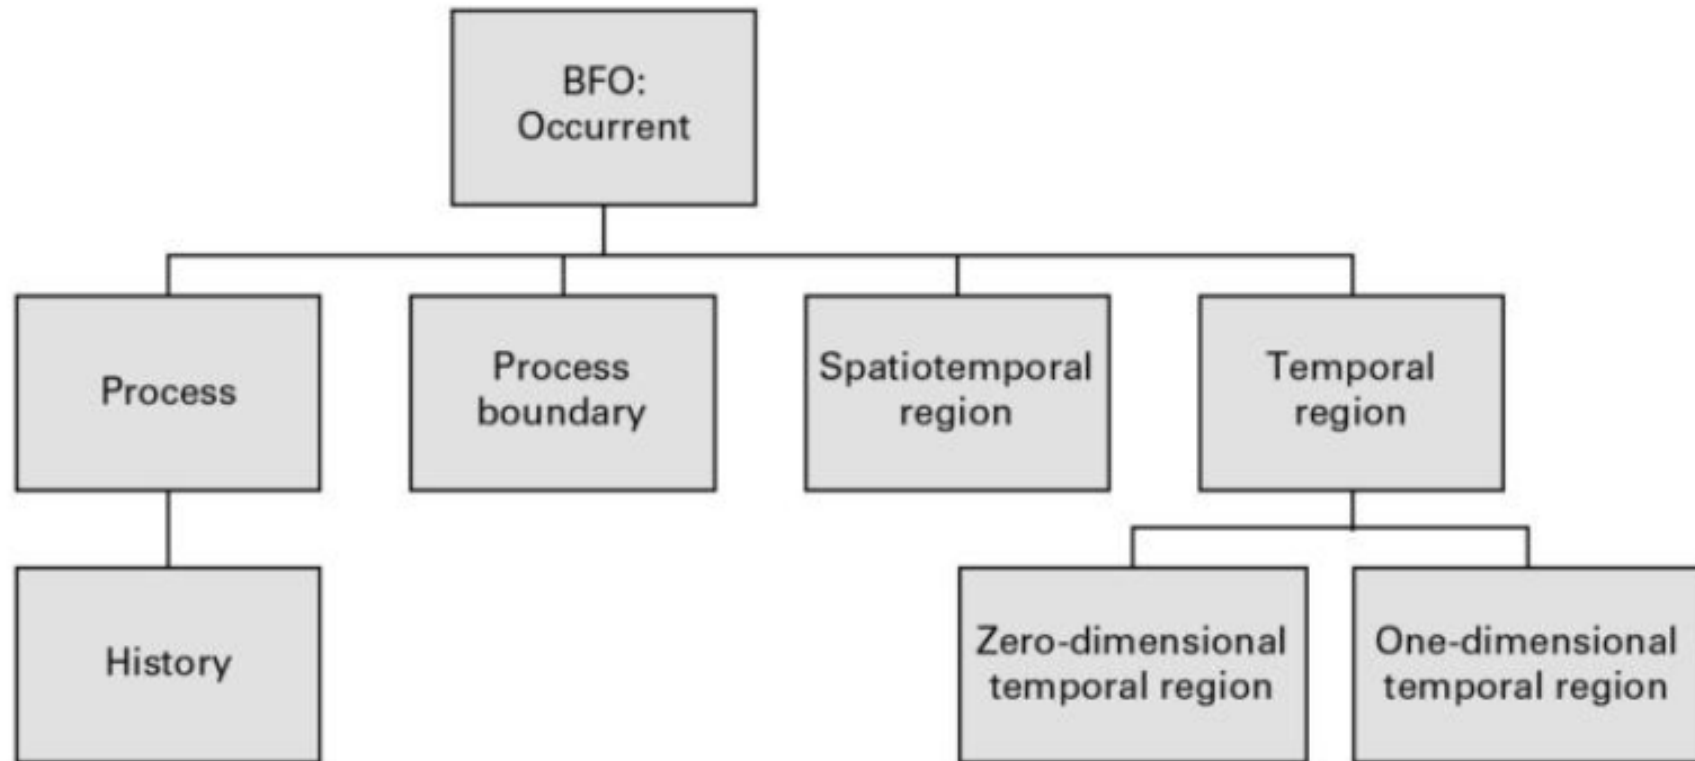 BFO:
Occurrent
Process
Process
boundary
Spatiotemporal
region
Temporal
region
History
Zero-dimensional
temporal region
One-dimensional
temporal region